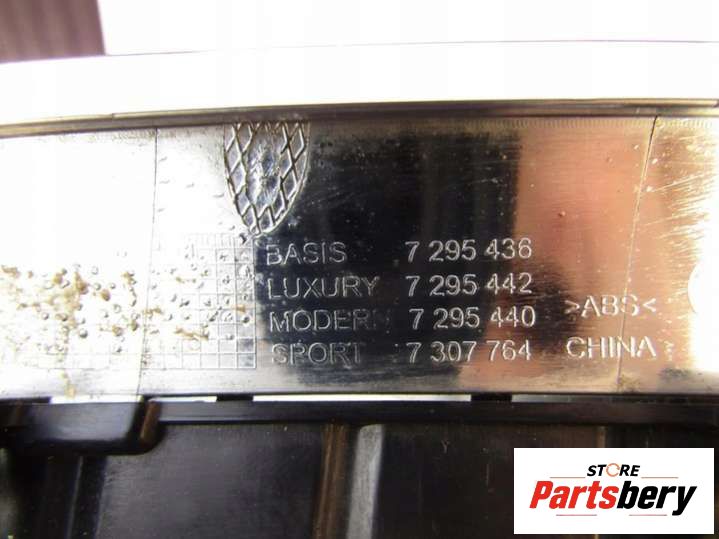 BASIS 7 295 436
LUXURY 7 295 442
MODERN 7 295 440
SPORT 7 307 764
>ABS<
CHINA
STORE
Partsbery